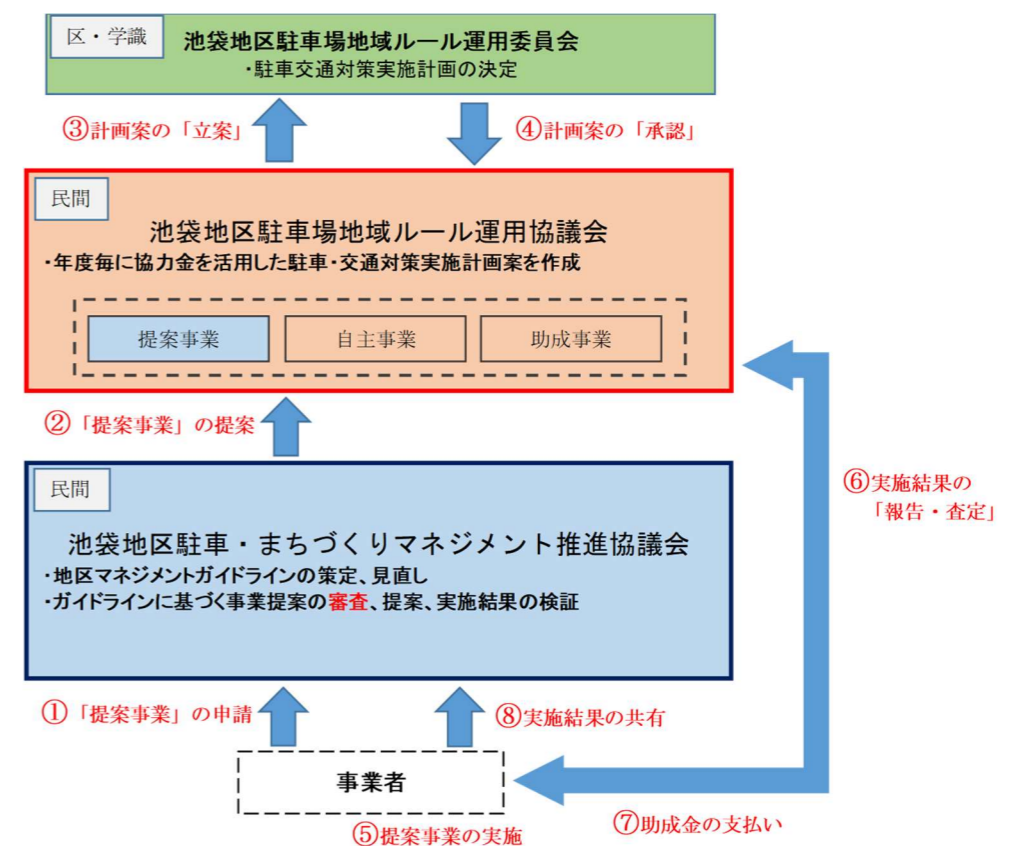 区・学識
池袋地区駐車場地域ルール運用委員会
・駐車交通対策実施計画の決定
③計画案の「立案」
④計画案の「承認」
民間
池袋地区駐車場地域ルール運用協議会
・年度毎に協力金を活用した駐車・交通対策実施計画案を作成
提案事業
自主事業
助成事業
②「提案事業」の提案
民間
池袋地区駐車・まちづくりマネジメント推進協議会
・地区マネジメントガイドラインの策定、見直し
・ガイドラインに基づく事業提案の審査、提案、実施結果の検証
⑥実施結果の
「報告・査定」
①「提案事業」の申請
⑧実施結果の共有
事業者
⑤提案事業の実施
⑦助成金の支払い